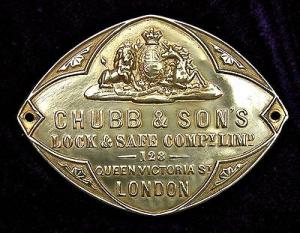 CHUBB & SON'S
LOCK & SAFE COMPY LIMD
128
QUEEN VICTORIA ST
LONDON